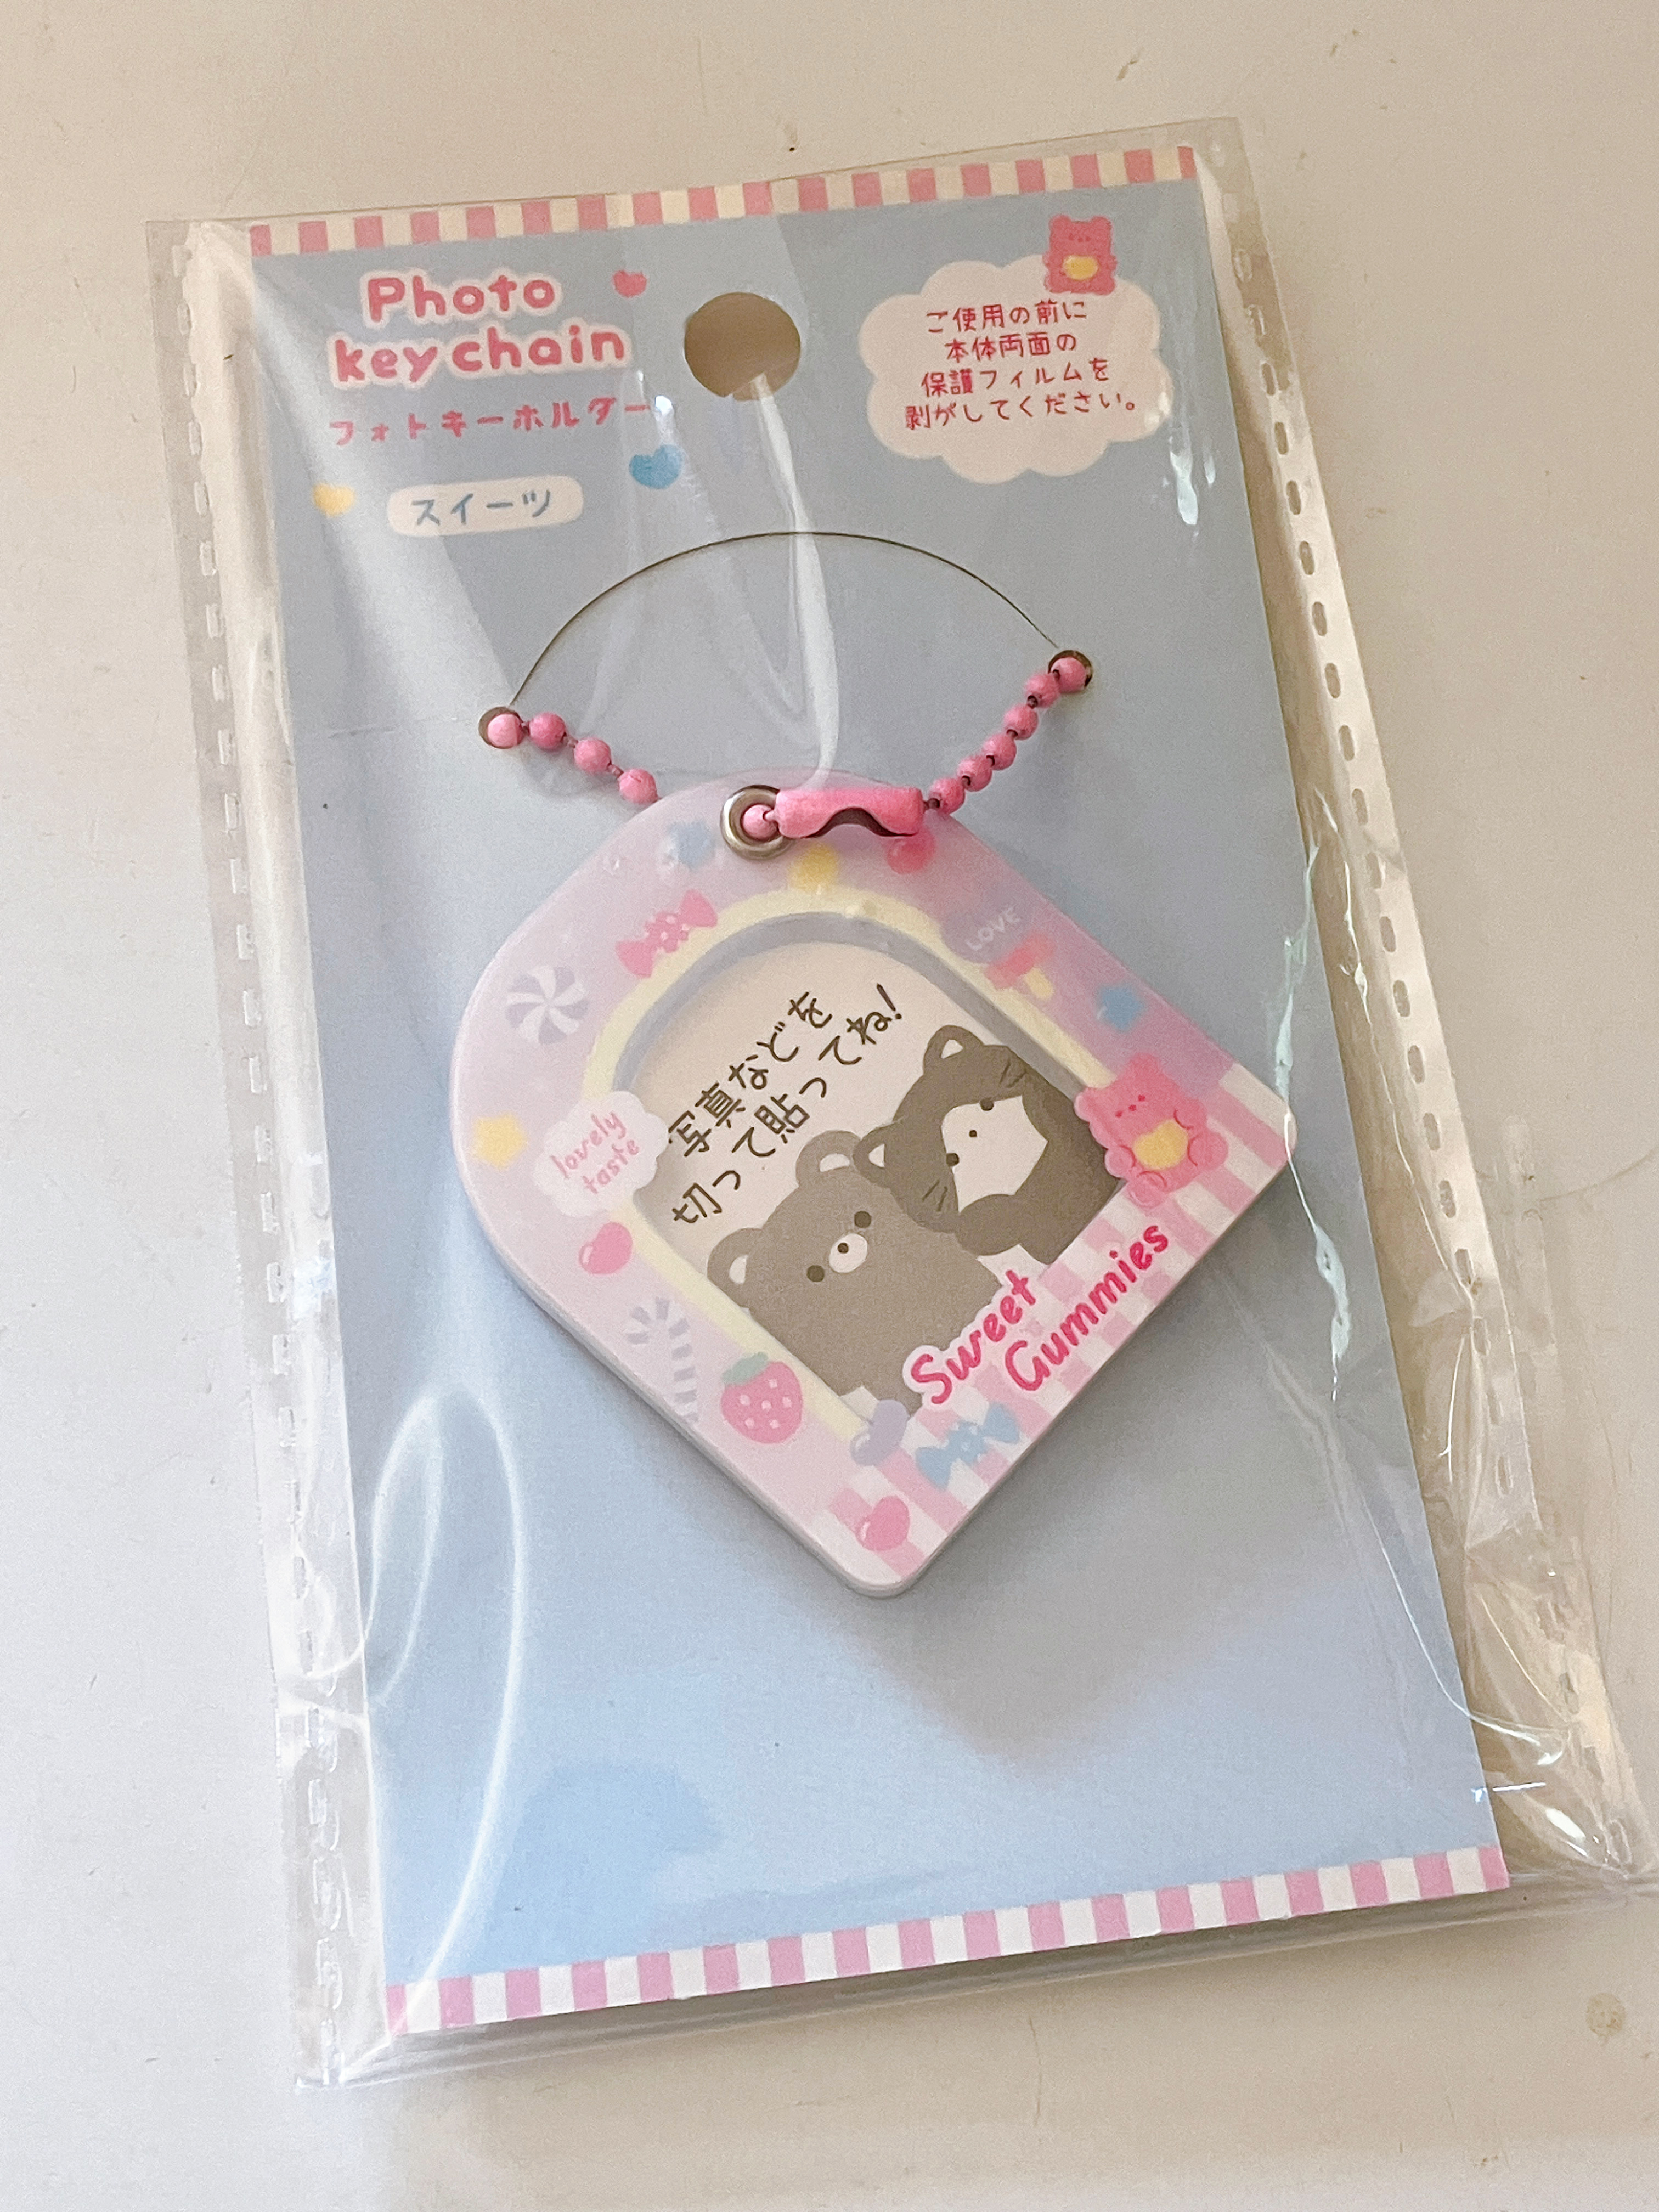 Photo
key chain
フォトキーホルダー
スイーツ
ご使用の前に
本体両面の
保護フィルムを
剥がしてください。
LOVE
写真などを
切って貼ってね!
lovely
taste
Sweet
Gummies